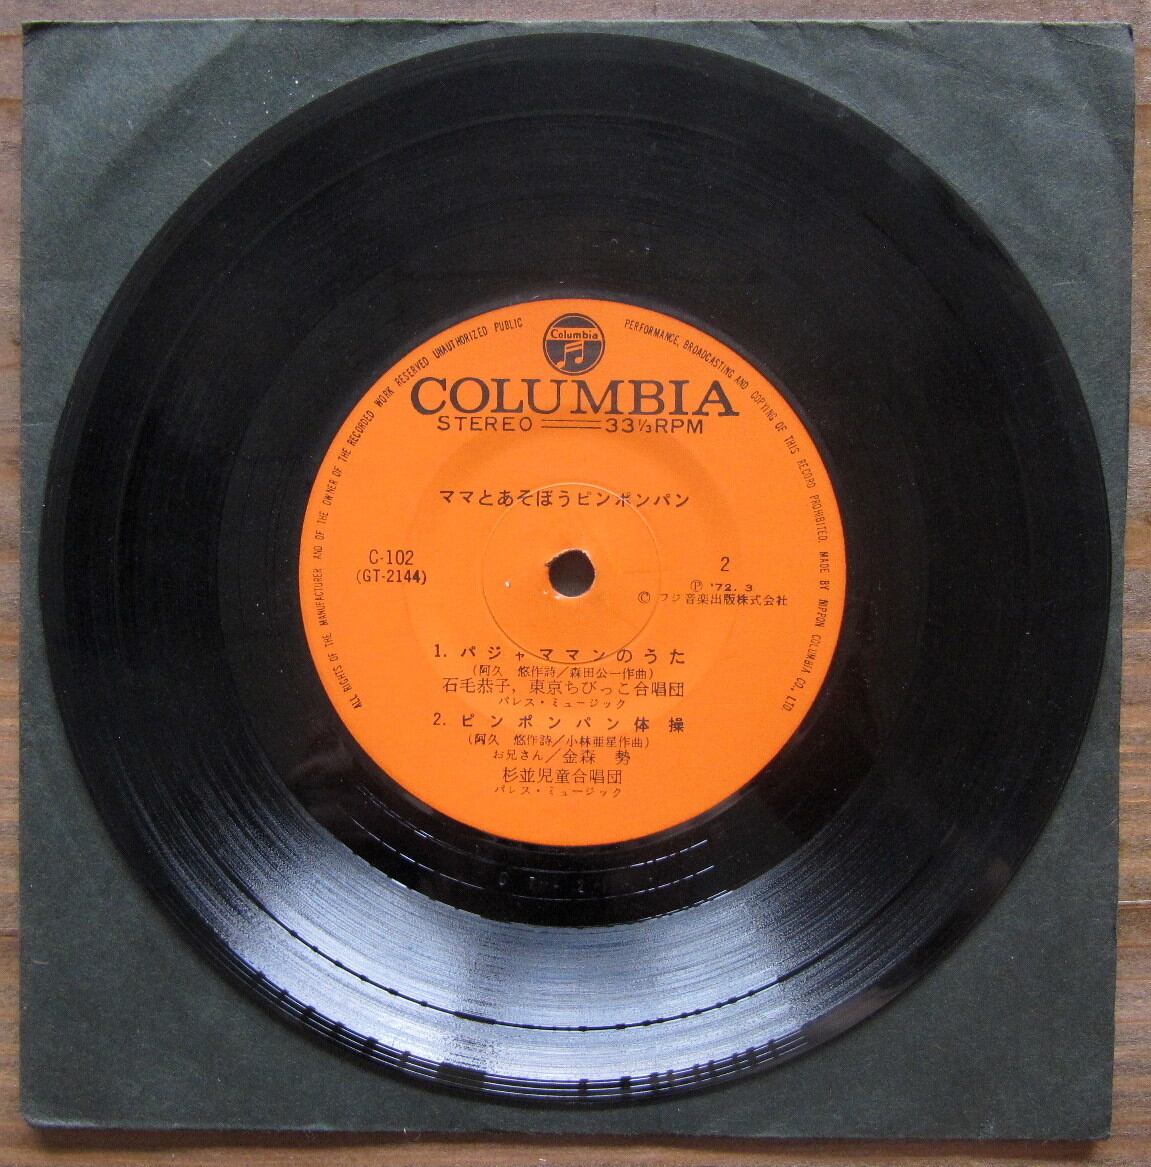 ALL RIGHTS OF THE MANUFACTURER AND OF THE OWNER OF THE RECORDED WORK RESERVED UNAUTHORIZED PUBLIC PERFORMANCE, BROADCASTING AND COPYING OF THIS RECORD PROHIBITED. MADE BY NIPPON COLUMBIA CO., LTD
Columbia
COLUMBIA
STEREO 33⅓RPM
ママとあそぼうピンポンパン
C-102
(GT-2144)
2
Ⓟ '72. 3
© フジ音楽出版株式会社
1. パジャママンのうた
(阿久 悠作詩/森田公一作曲)
石毛恭子, 東京ちびっこ合唱団
パレス・ミュージック
2. ピンポンパン体操
(阿久 悠作詩/小林亜星作曲)
お兄さん/金森 勢
杉並児童合唱団
パレス・ミュージック